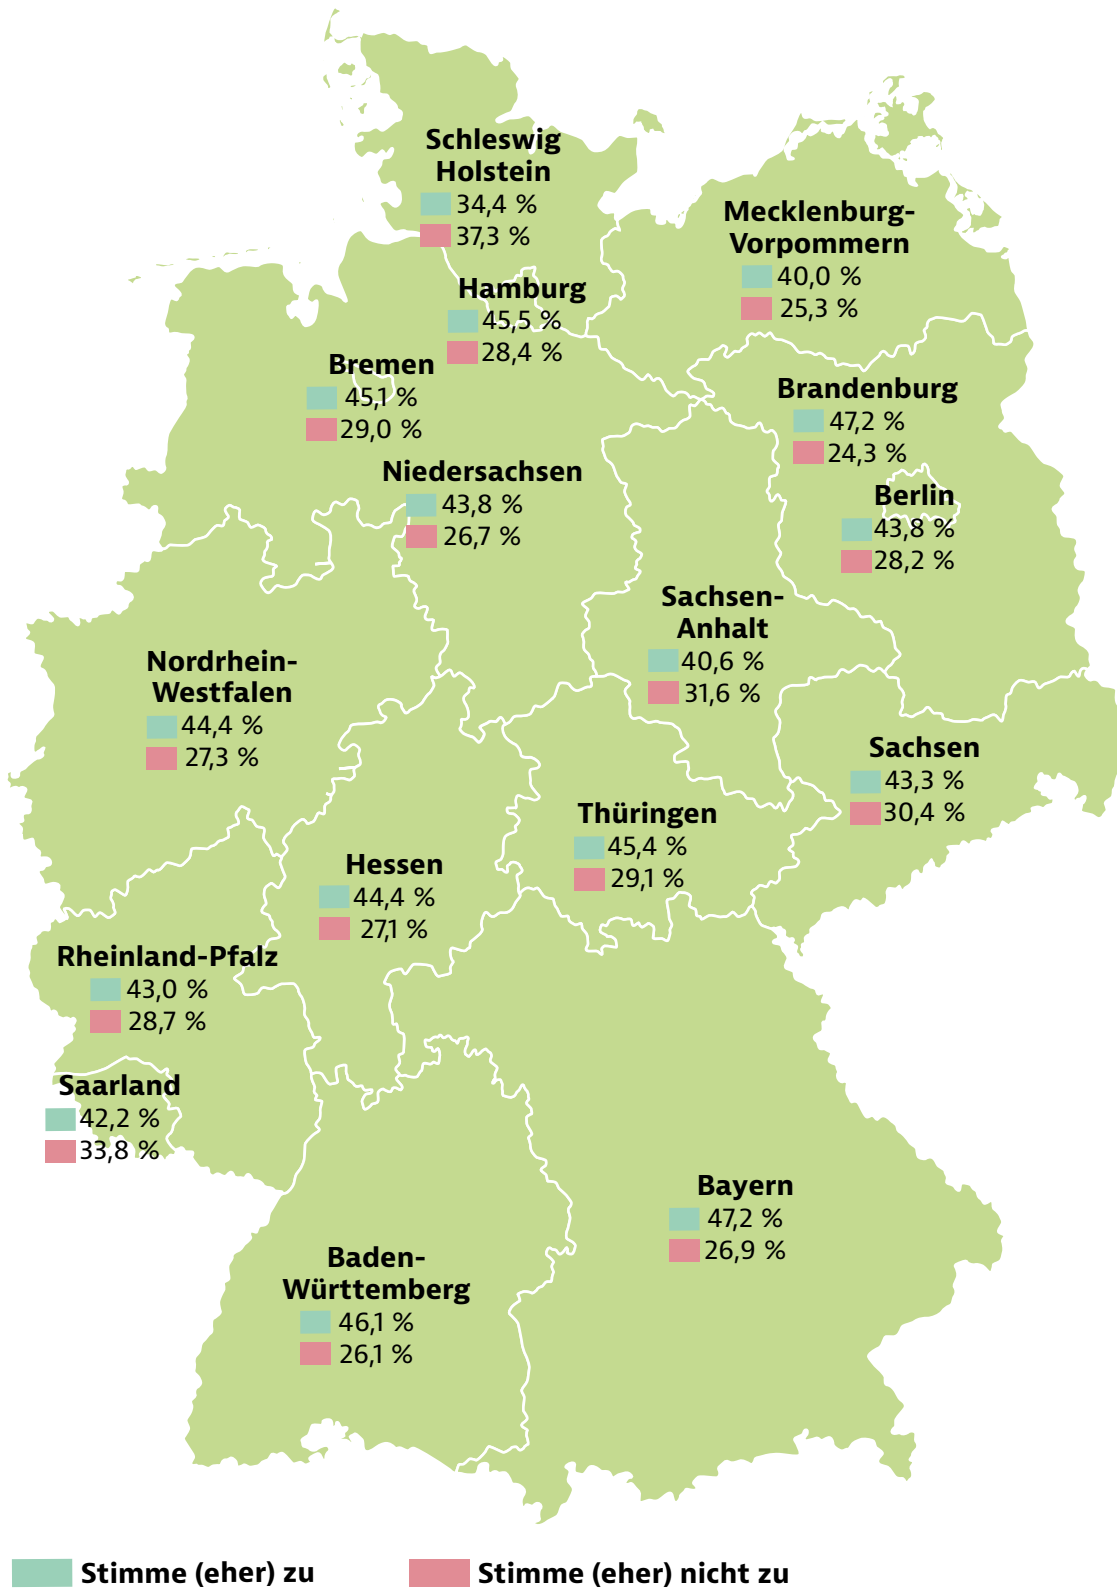 Schleswig
Holstein
34,4 %
37,3 %
Mecklenburg-
Vorpommern
40,0 %
25,3 %
Hamburg
45,5 %
28,4 %
Bremen
45,1 %
29,0 %
Brandenburg
47,2 %
24,3 %
Niedersachsen
43,8 %
26,7 %
Berlin
43,8 %
28,2 %
Sachsen-
Anhalt
40,6 %
31,6 %
Nordrhein-
Westfalen
44,4 %
27,3 %
Sachsen
43,3 %
30,4 %
Thüringen
45,4 %
29,1 %
Hessen
44,4 %
27,1 %
Rheinland-Pfalz
43,0 %
28,7 %
Saarland
42,2 %
33,8 %
Bayern
47,2 %
26,9 %
Baden-
Württemberg
46,1 %
26,1 %
Stimme (eher) zu
Stimme (eher) nicht zu